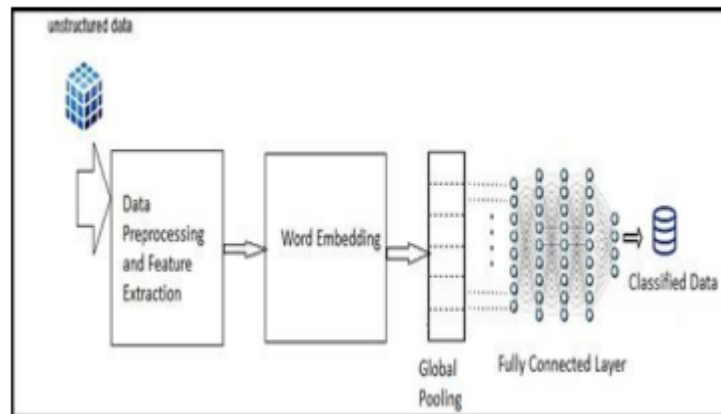 unstructured data
Data
Preprocessing
and Feature
Extraction
Word Embedding
Global
Pooling
Fully Connected Layer
Classified Data